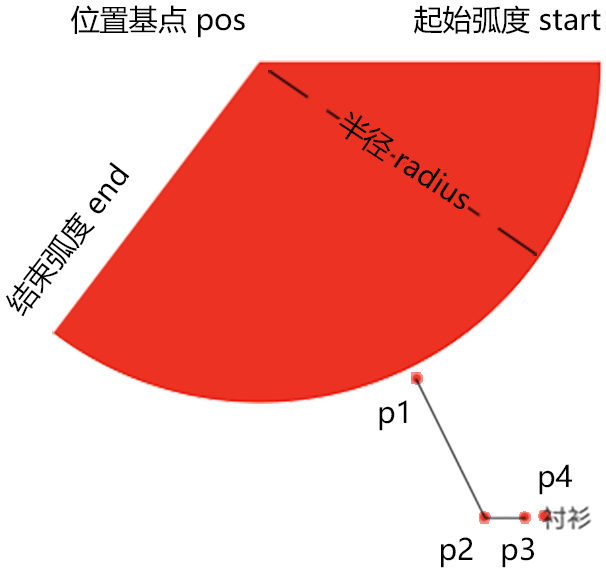 位置基点 pos
起始弧度 start
半径 radius
结束弧度 end
p1
p4
衬衫
p2
p3